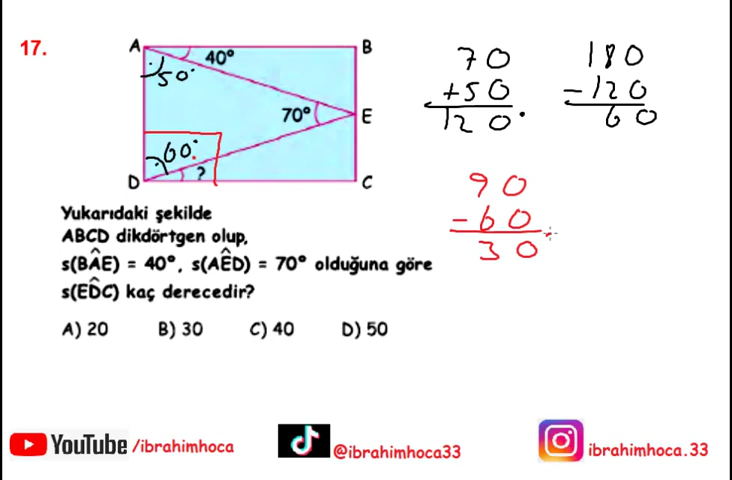 17.
A
B
40°
50°
70°
E
60°
?
D
C
70
+50
120.
180
-120
60
90
-60
30
Yukarıdaki şekilde
ABCD dikdörtgen olup,
s(BÂE) = 40°, s(AÊD) = 70° olduğuna göre
s(ED̂C) kaç derecedir?
A) 20 B) 30 C) 40 D) 50
YouTube /ibrahimhoca
@ibrahimhoca33
ibrahimhoca.33